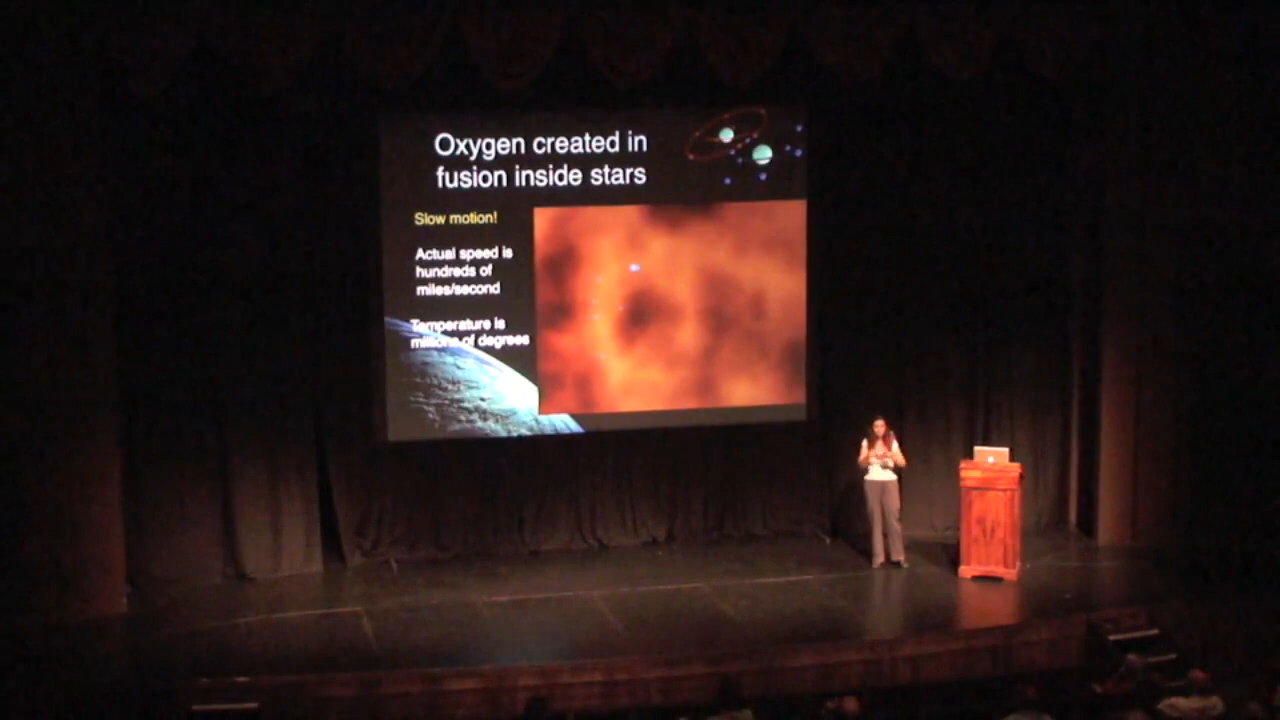 Oxygen created in
fusion inside stars
Slow motion!
Actual speed is
hundreds of
miles/second
Temperature is
millions of degrees